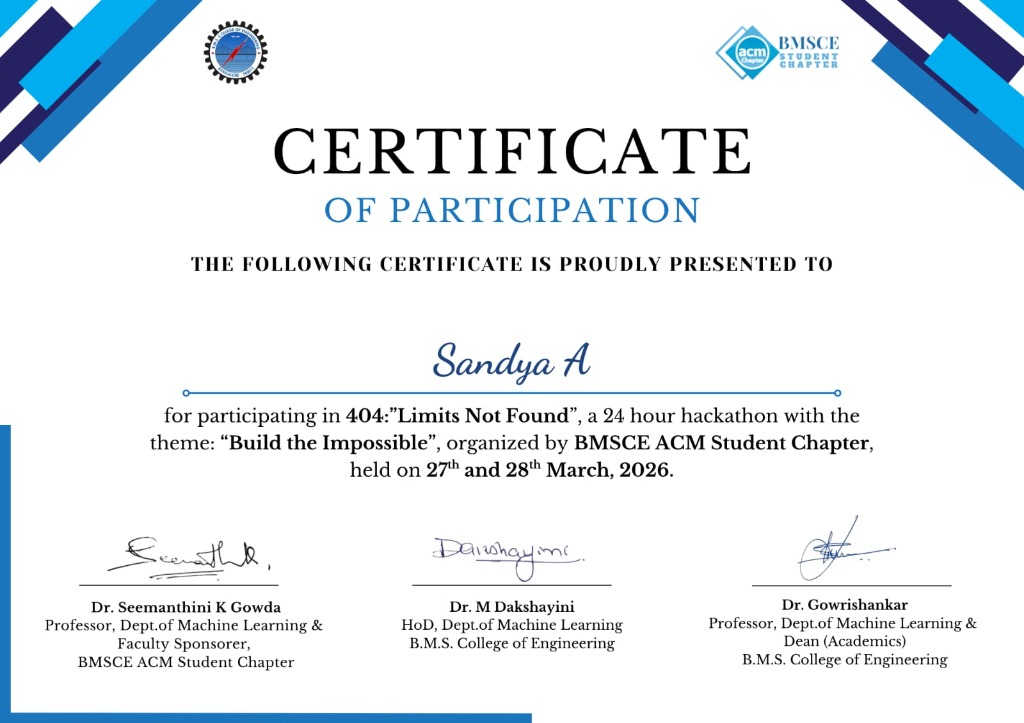 acm
Chapter
BMSCE
STUDENT
CHAPTER
CERTIFICATE
OF PARTICIPATION
THE FOLLOWING CERTIFICATE IS PROUDLY PRESENTED TO
Sandya A
for participating in 404:”Limits Not Found”, a 24 hour hackathon with the
theme: “Build the Impossible”, organized by BMSCE ACM Student Chapter,
held on 27th and 28th March, 2026.
Seemanthini
Dakshayini
Dr. Seemanthini K Gowda
Professor, Dept.of Machine Learning &
Faculty Sponsorer,
BMSCE ACM Student Chapter
Dr. M Dakshayini
HoD, Dept.of Machine Learning
B.M.S. College of Engineering
Dr. Gowrishankar
Professor, Dept.of Machine Learning &
Dean (Academics)
B.M.S. College of Engineering